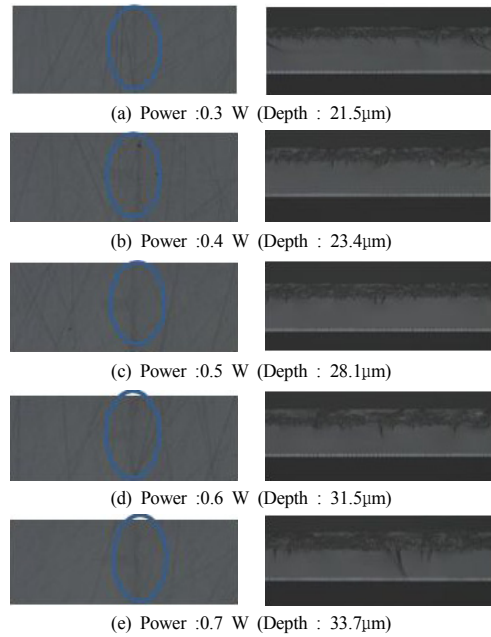 (a) Power :0.3 W (Depth : 21.5μm)
(b) Power :0.4 W (Depth : 23.4μm)
(c) Power :0.5 W (Depth : 28.1μm)
(d) Power :0.6 W (Depth : 31.5μm)
(e) Power :0.7 W (Depth : 33.7μm)